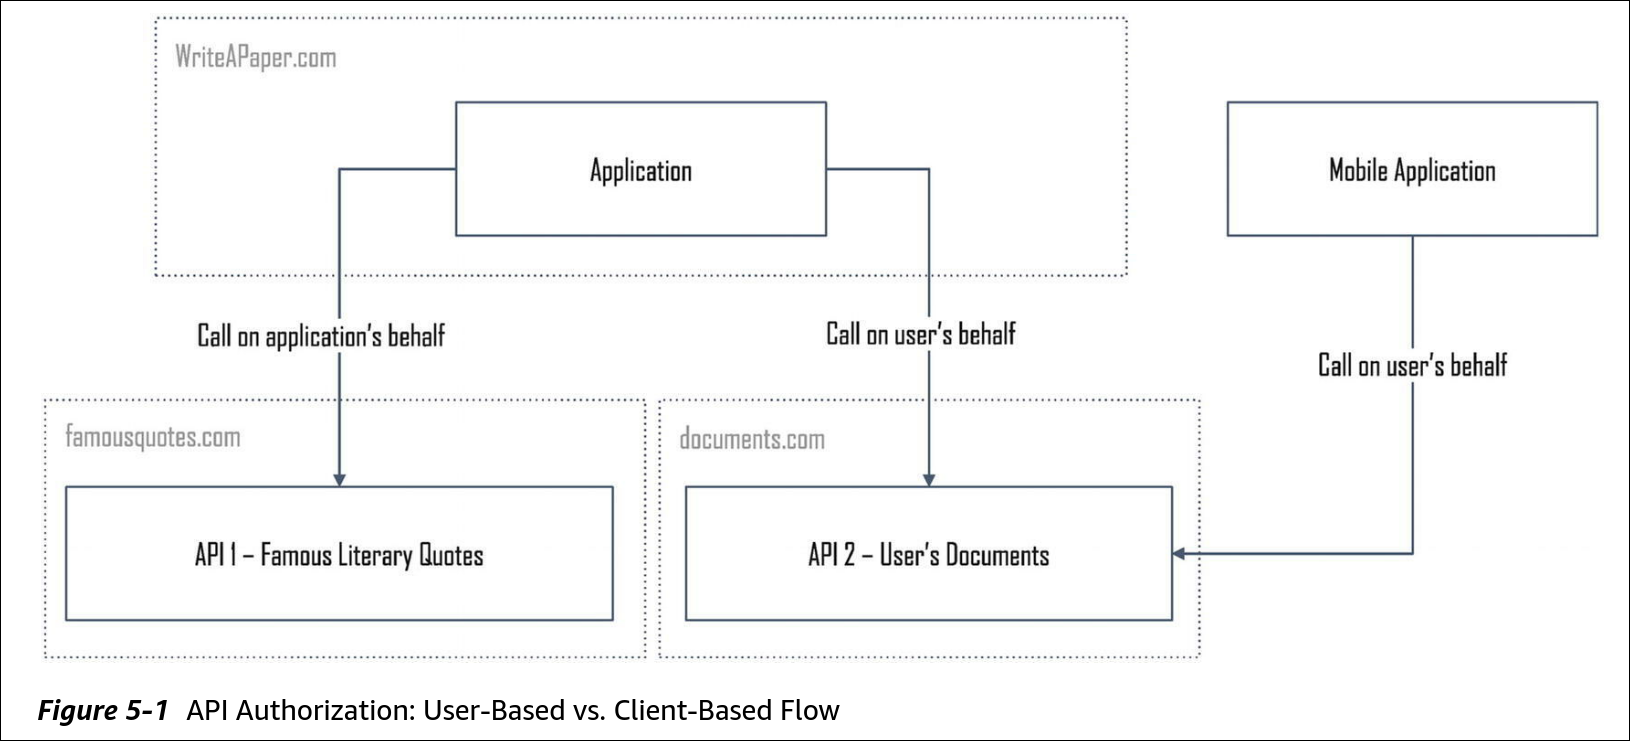 WriteAPaper.com
Application
Mobile Application
Call on application's behalf
Call on user's behalf
Call on user's behalf
famousquotes.com
documents.com
API 1 – Famous Literary Quotes
API 2 – User's Documents
Figure 5-1 API Authorization: User-Based vs. Client-Based Flow